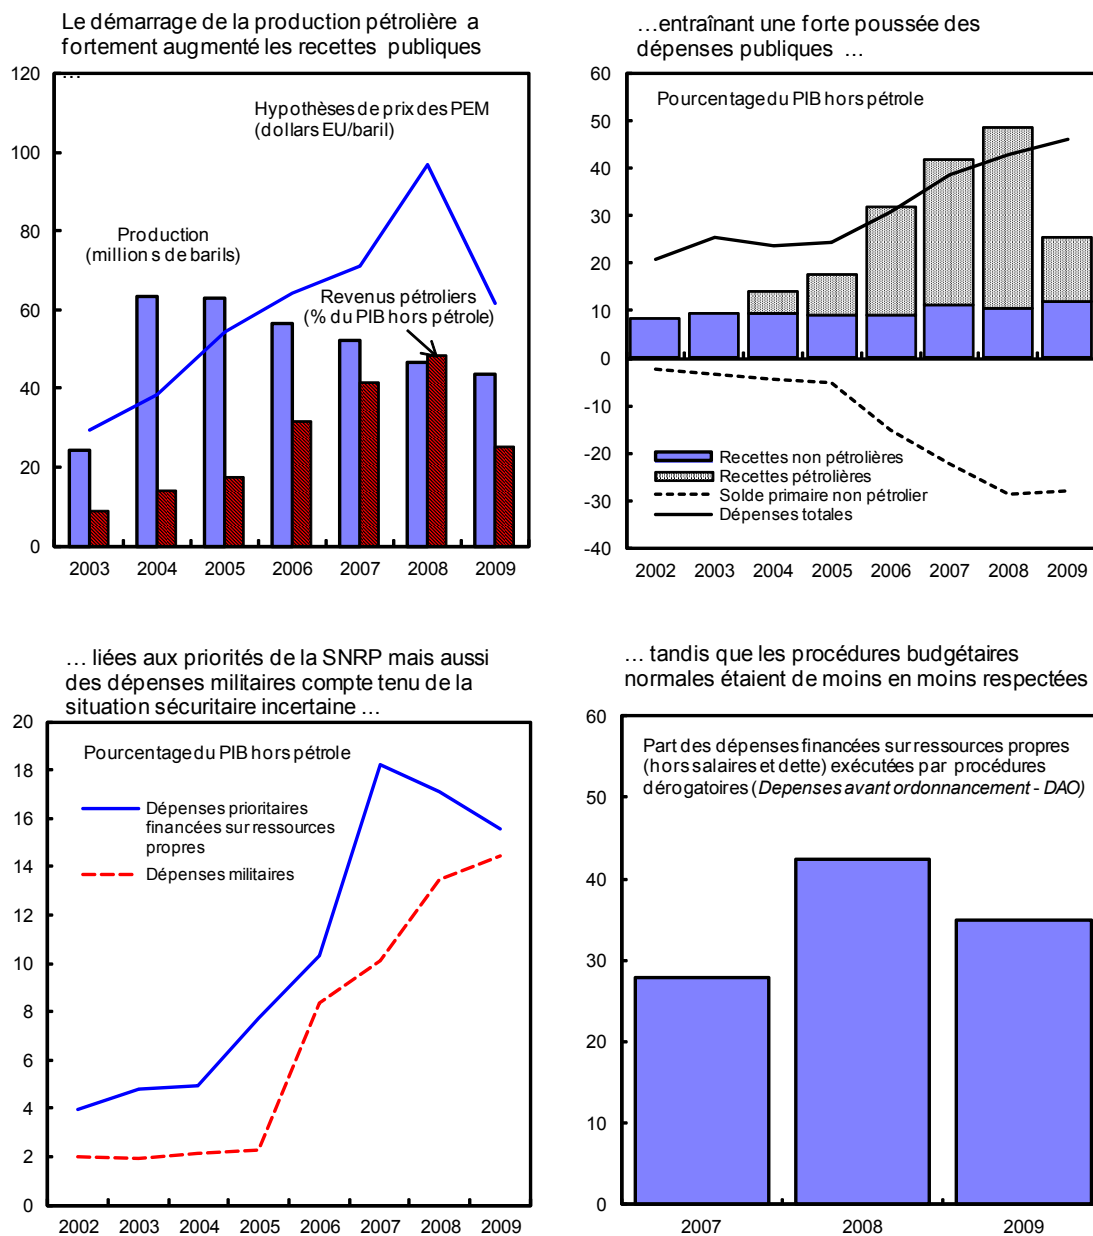 Le démarrage de la production pétrolière a
fortement augmenté les recettes publiques
...
120
100
80
60
40
20
0
Hypothèses de prix des PEM
(dollars EU/baril)
Production
(millions de barils)
Revenus pétroliers
(% du PIB hors pétrole)
2003 2004 2005 2006 2007 2008 2009
...entraînant une forte poussée des
dépenses publiques ...
60
50
40
30
20
10
0
-10
-20
-30
-40
Pourcentage du PIB hors pétrole
Recettes non pétrolières
Recettes pétrolières
Solde primaire non pétrolier
Dépenses totales
2002 2003 2004 2005 2006 2007 2008 2009
... liées aux priorités de la SNRP mais aussi
des dépenses militaires compte tenu de la
situation sécuritaire incertaine ...
20
18
16
14
12
10
8
6
4
2
0
Pourcentage du PIB hors pétrole
Dépenses prioritaires
financées sur ressources
propres
Dépenses militaires
2002 2003 2004 2005 2006 2007 2008 2009
... tandis que les procédures budgétaires
normales étaient de moins en moins respectées
60
50
40
30
20
10
0
Part des dépenses financées sur ressources propres
(hors salaires et dette) exécutées par procédures
dérogatoires (Depenses avant ordonnancement - DAO)
2007 2008 2009